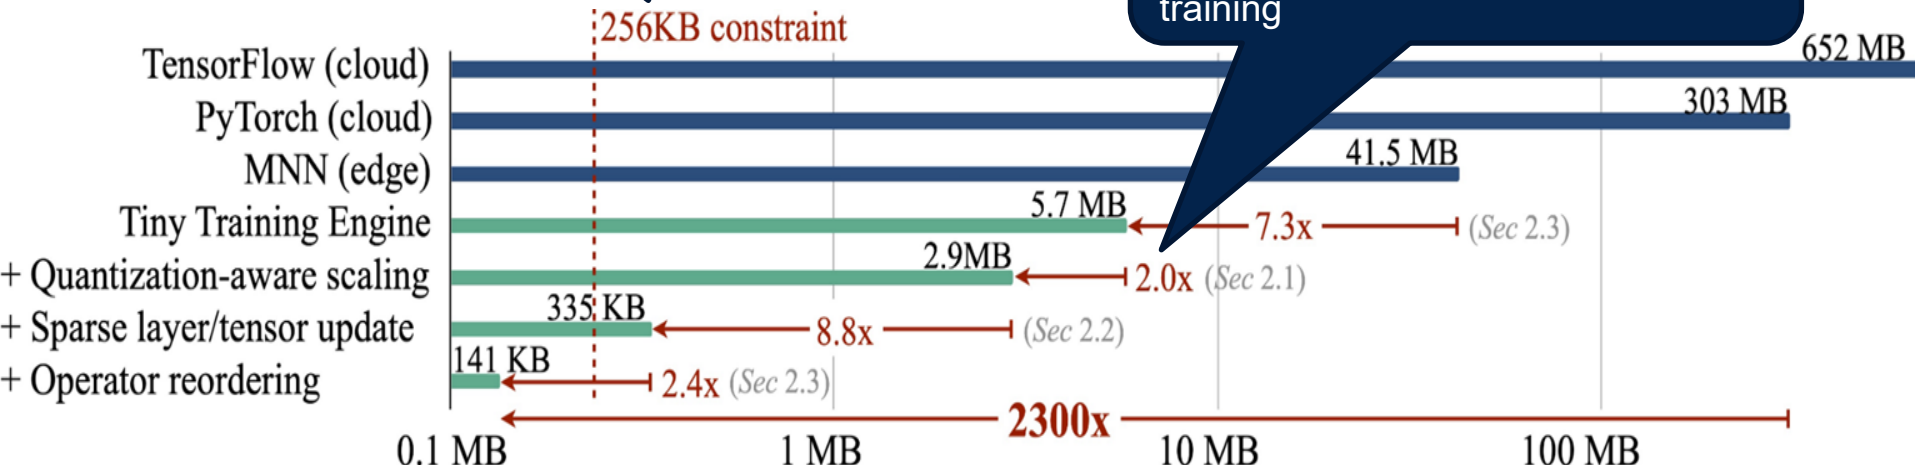 training
256KB constraint
TensorFlow (cloud) 652 MB
PyTorch (cloud) 303 MB
MNN (edge) 41.5 MB
Tiny Training Engine 5.7 MB 7.3x (Sec 2.3)
+ Quantization-aware scaling 2.9MB 2.0x (Sec 2.1)
+ Sparse layer/tensor update 335 KB 8.8x (Sec 2.2)
+ Operator reordering 141 KB 2.4x (Sec 2.3)
2300x
0.1 MB 1 MB 10 MB 100 MB